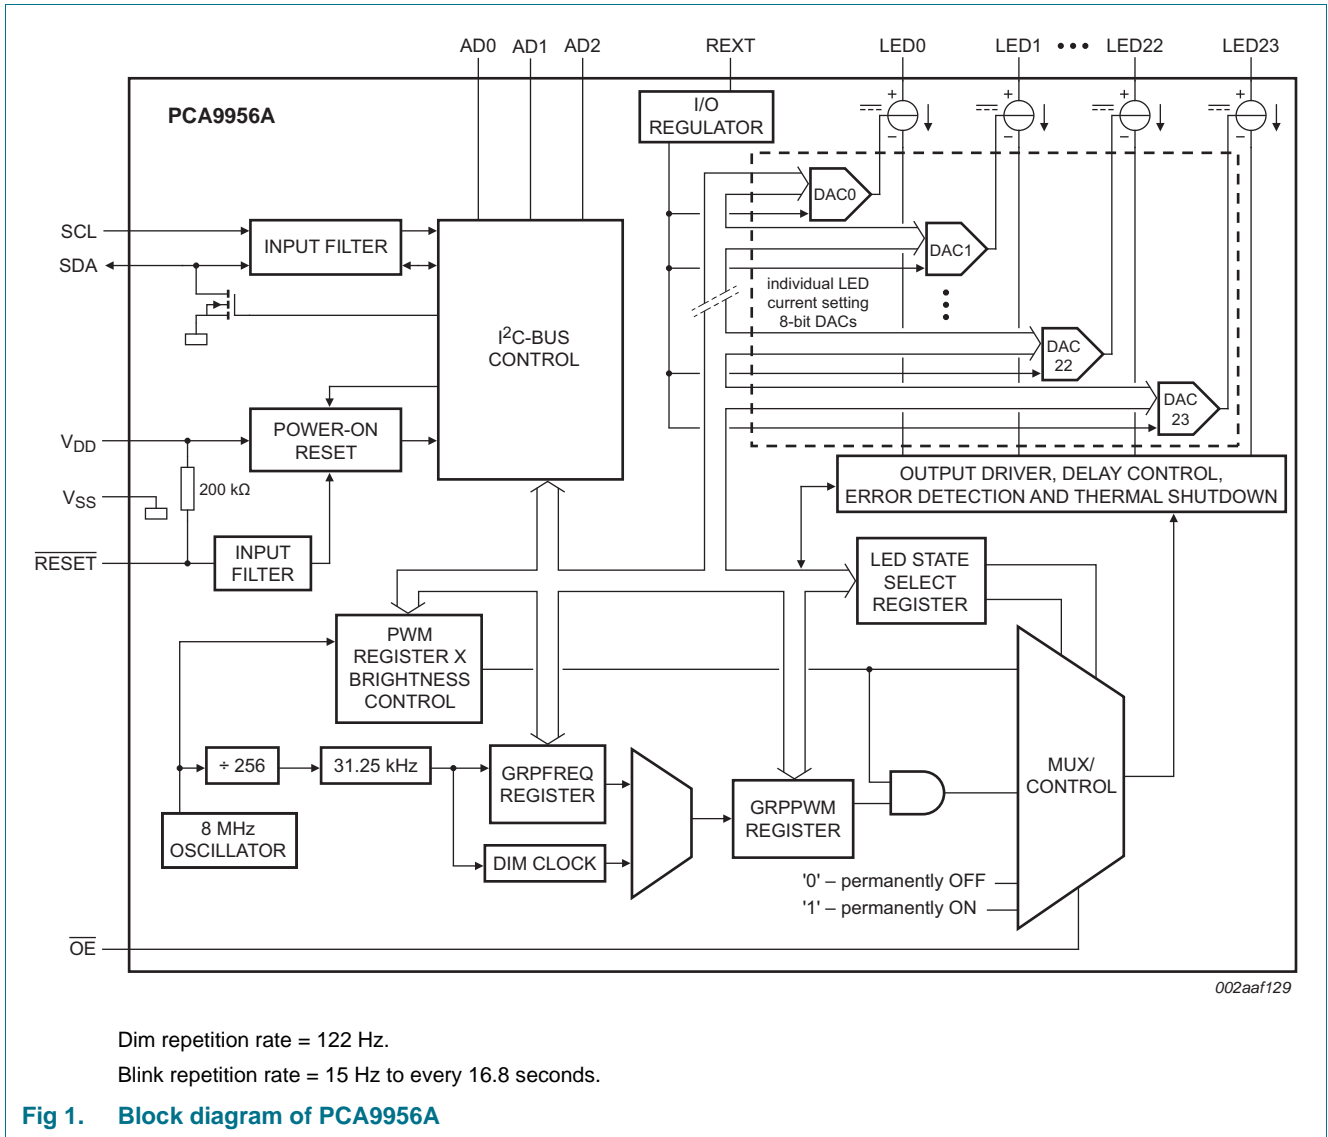 AD0 AD1 AD2 REXT LED0 LED1 ••• LED22 LED23
PCA9956A
I/O
REGULATOR
+ + + +
− − − −
DAC0
SCL
SDA
INPUT FILTER
DAC1
individual LED
current setting
8-bit DACs
I2C-BUS
CONTROL
DAC
22
DAC
23
VDD
POWER-ON
RESET
200 kΩ
VSS
OUTPUT DRIVER, DELAY CONTROL,
ERROR DETECTION AND THERMAL SHUTDOWN
RESET
INPUT
FILTER
LED STATE
SELECT
REGISTER
PWM
REGISTER X
BRIGHTNESS
CONTROL
÷ 256
31.25 kHz
GRPFREQ
REGISTER
MUX/
CONTROL
GRPPWM
REGISTER
8 MHz
OSCILLATOR
DIM CLOCK
'0' – permanently OFF
'1' – permanently ON
OE
002aaf129
Dim repetition rate = 122 Hz.
Blink repetition rate = 15 Hz to every 16.8 seconds.
Fig 1. Block diagram of PCA9956A